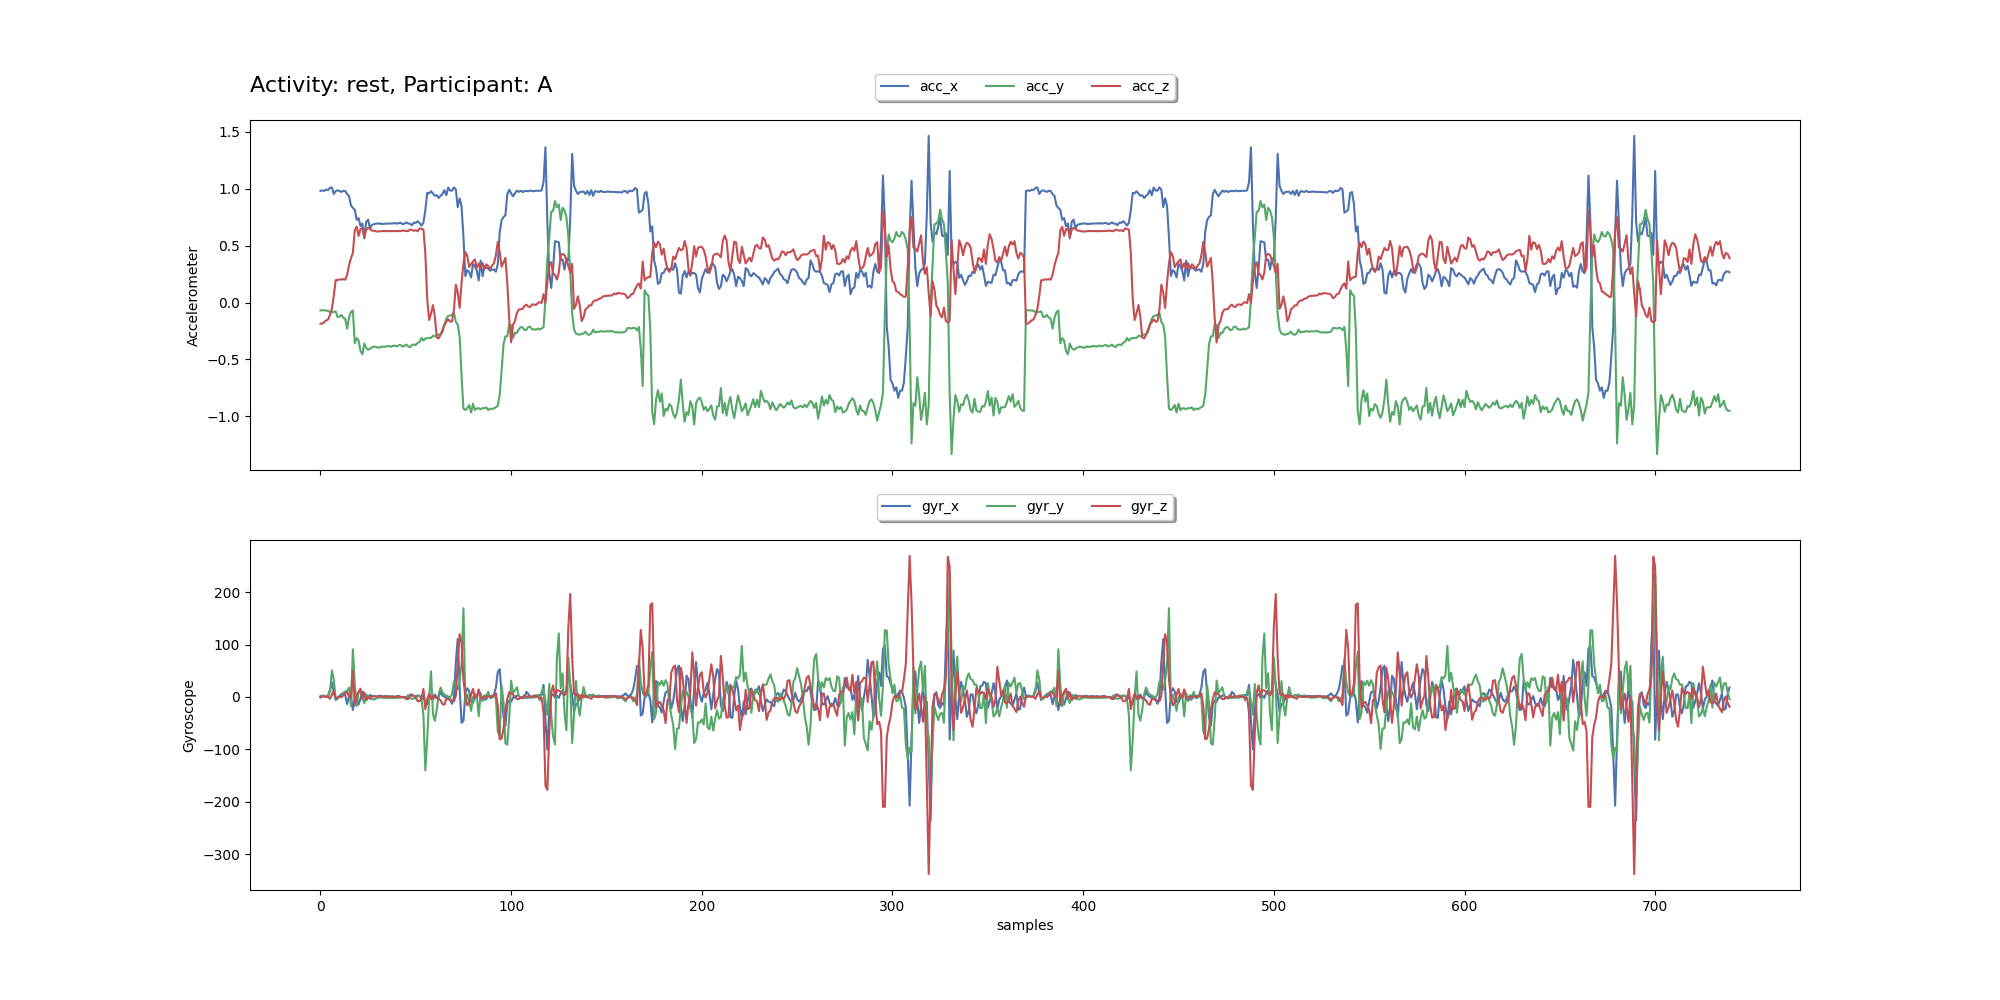 Activity: rest, Participant: A
acc_x acc_y acc_z
1.5
1.0
0.5
0.0
−0.5
−1.0
Accelerometer
gyr_x gyr_y gyr_z
200
100
0
−100
−200
−300
Gyroscope
0 100 200 300 400 500 600 700
samples